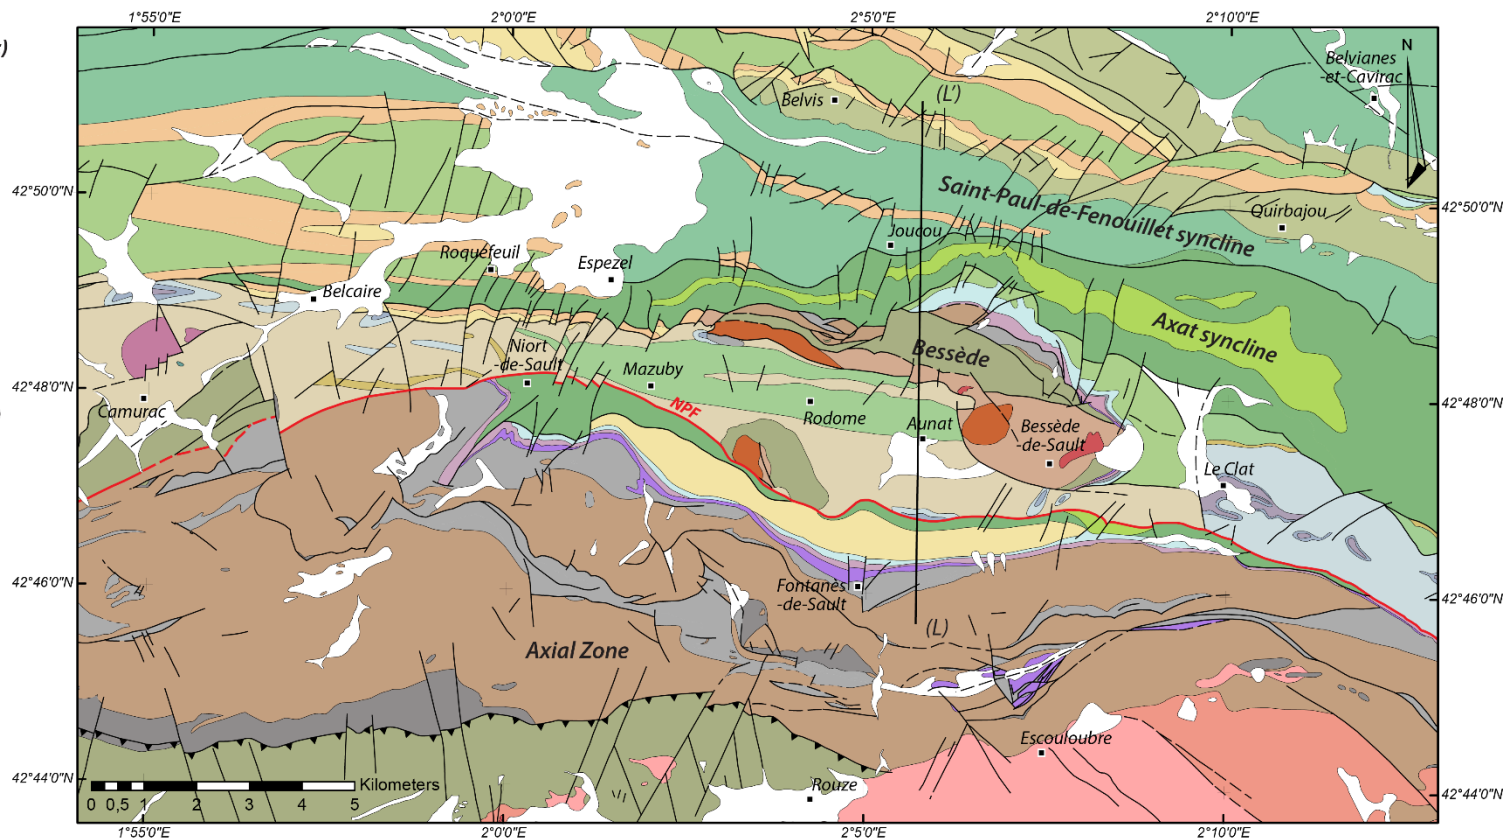 1°55'0"E
2°0'0"E
2°5'0"E
2°10'0"E
)
N
Belvianes
-et-Cavirac
Belvis
(L')
42°50'0"N
42°50'0"N
Saint-Paul-de-Fenouillet syncline
Quirbajou
Joucou
Roquefeuil
Espezel
Belcaire
Axat syncline
Niort
de-Sault
Bessède
Mazuby
42°48'0"N
42°48'0"N
Camurac
NPF
Rodome
Aunat
Bessède
-de-Sault
Le Clat
42°46'0"N
42°46'0"N
Fontanès
-de-Sault
(L)
Axial Zone
Escouloubre
42°44'0"N
42°44'0"N
Rouze
Kilometers
0 0,5 1 2 3 4 5
1°55'0"E
2°0'0"E
2°5'0"E
2°10'0"E